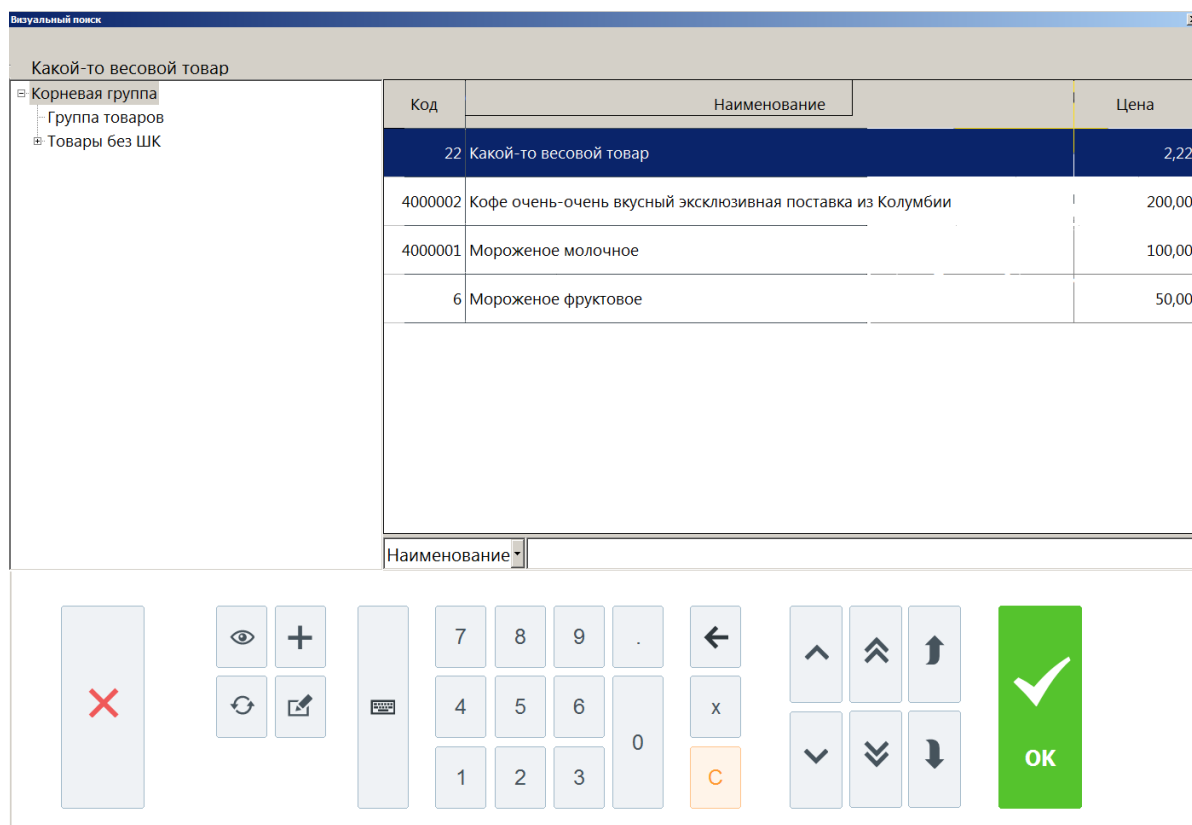 Визуальный поиск
Какой-то весовой товар
Корневая группа
Группа товаров
Товары без ШК
Код Наименование Цена
22 Какой-то весовой товар 2,22
4000002 Кофе очень-очень вкусный эксклюзивная поставка из Колумбии 200,00
4000001 Мороженое молочное 100,00
6 Мороженое фруктовое 50,00
Наименование
7 8 9 .
4 5 6 x
0
1 2 3 C
OK